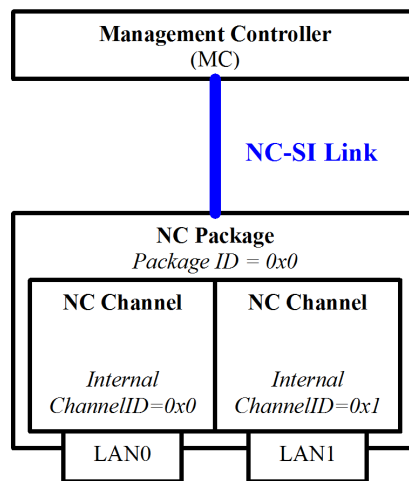 Management Controller
(MC)
NC-SI Link
NC Package
Package ID = 0x0
NC Channel
Internal
ChannelID=0x0
NC Channel
Internal
ChannelID=0x1
LAN0
LAN1